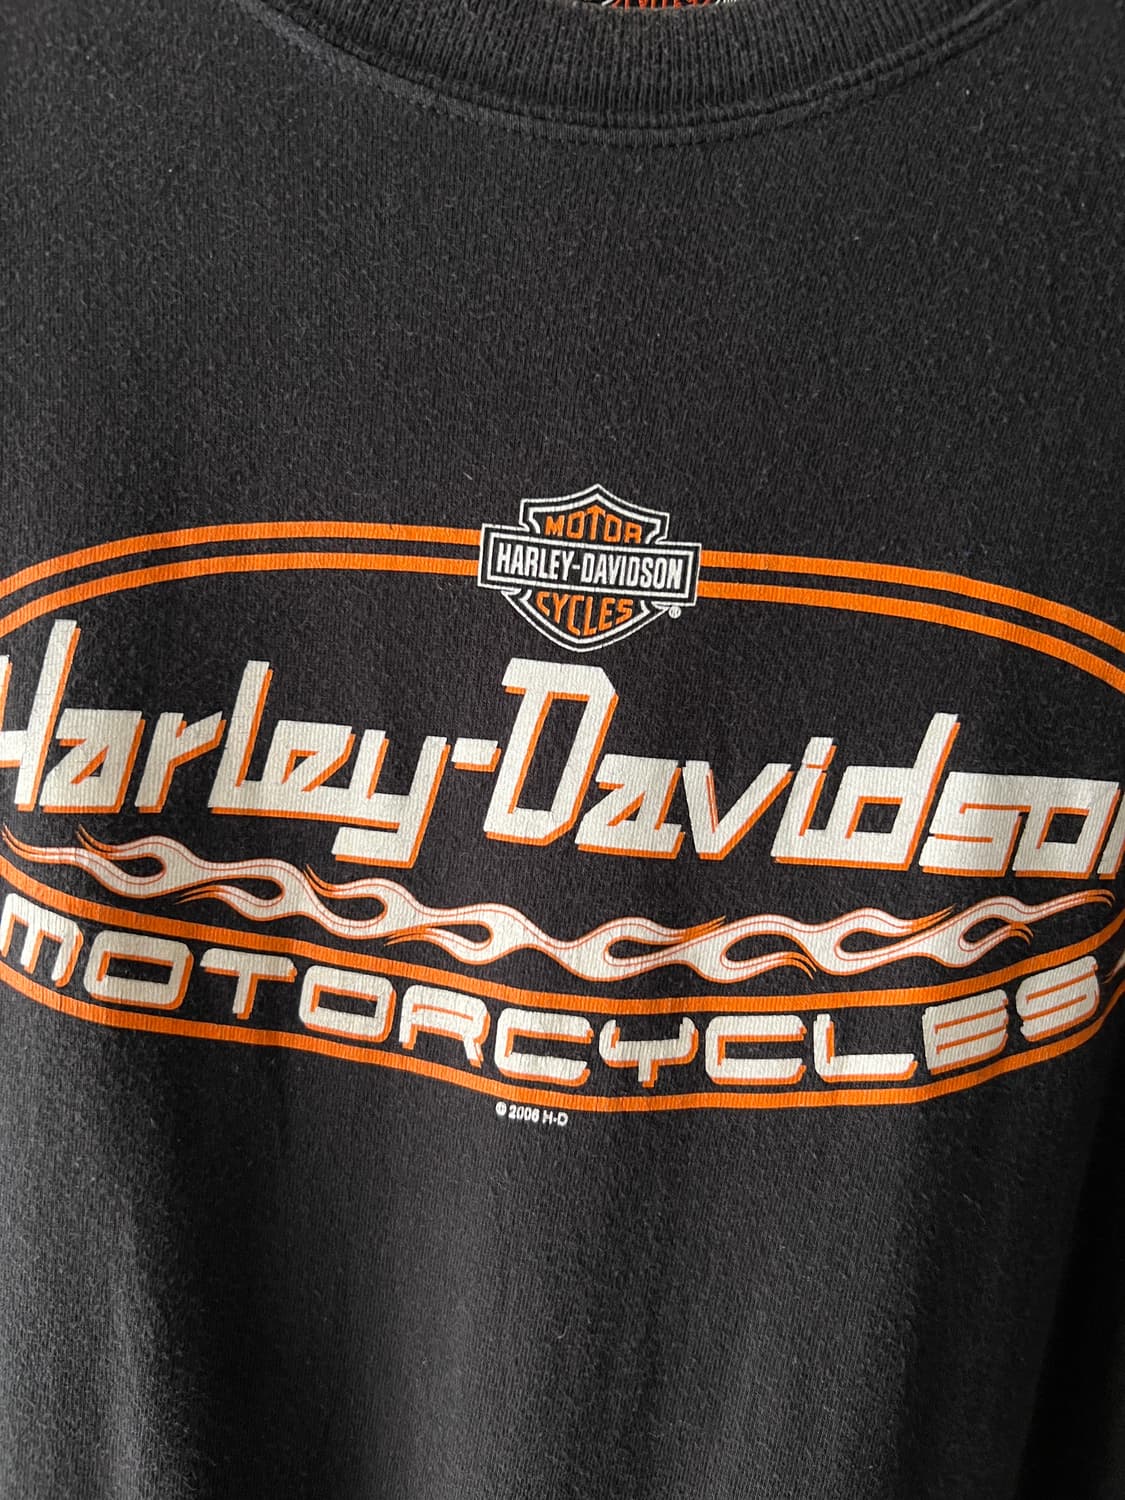 MOTOR
HARLEY-DAVIDSON
CYCLES
®
Harley-Davidson
MOTORCYCLES
© 2006 H-D